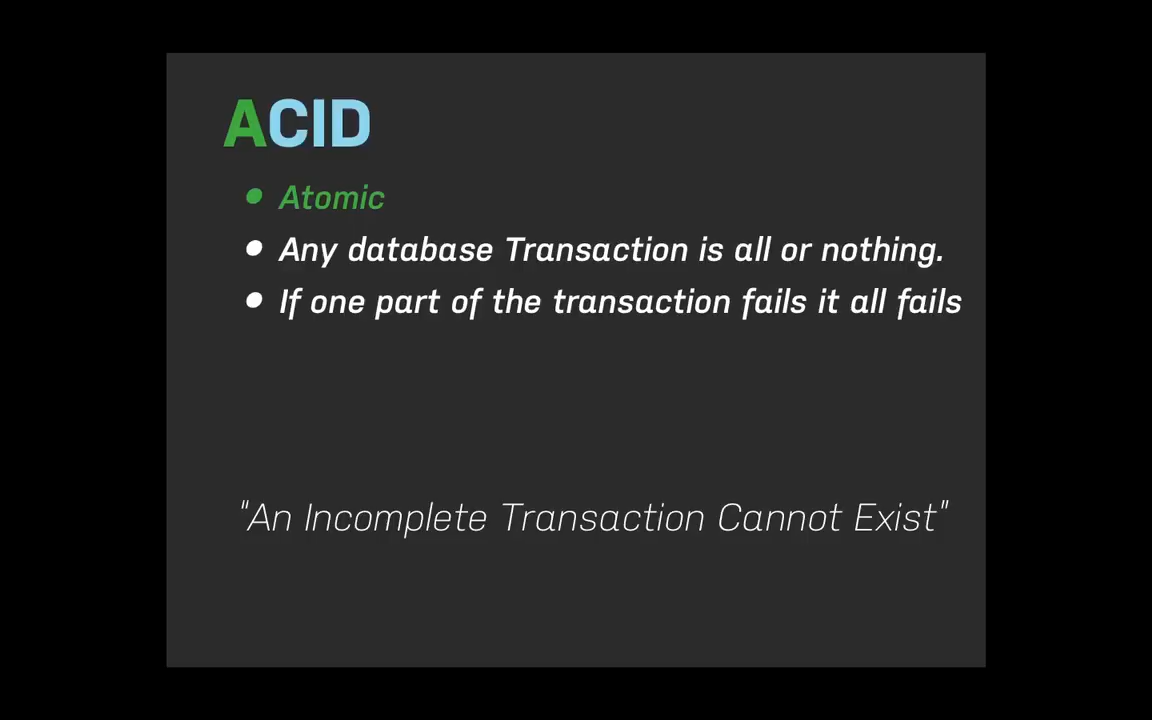 ACID
• Atomic
• Any database Transaction is all or nothing.
• If one part of the transaction fails it all fails
"An Incomplete Transaction Cannot Exist"